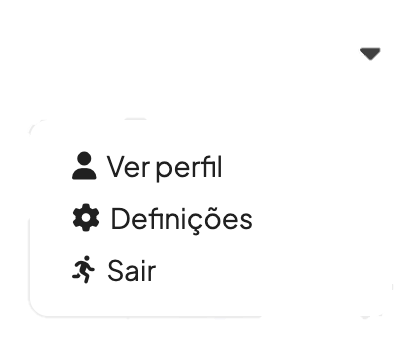 Ver perfil
Definições
Sair